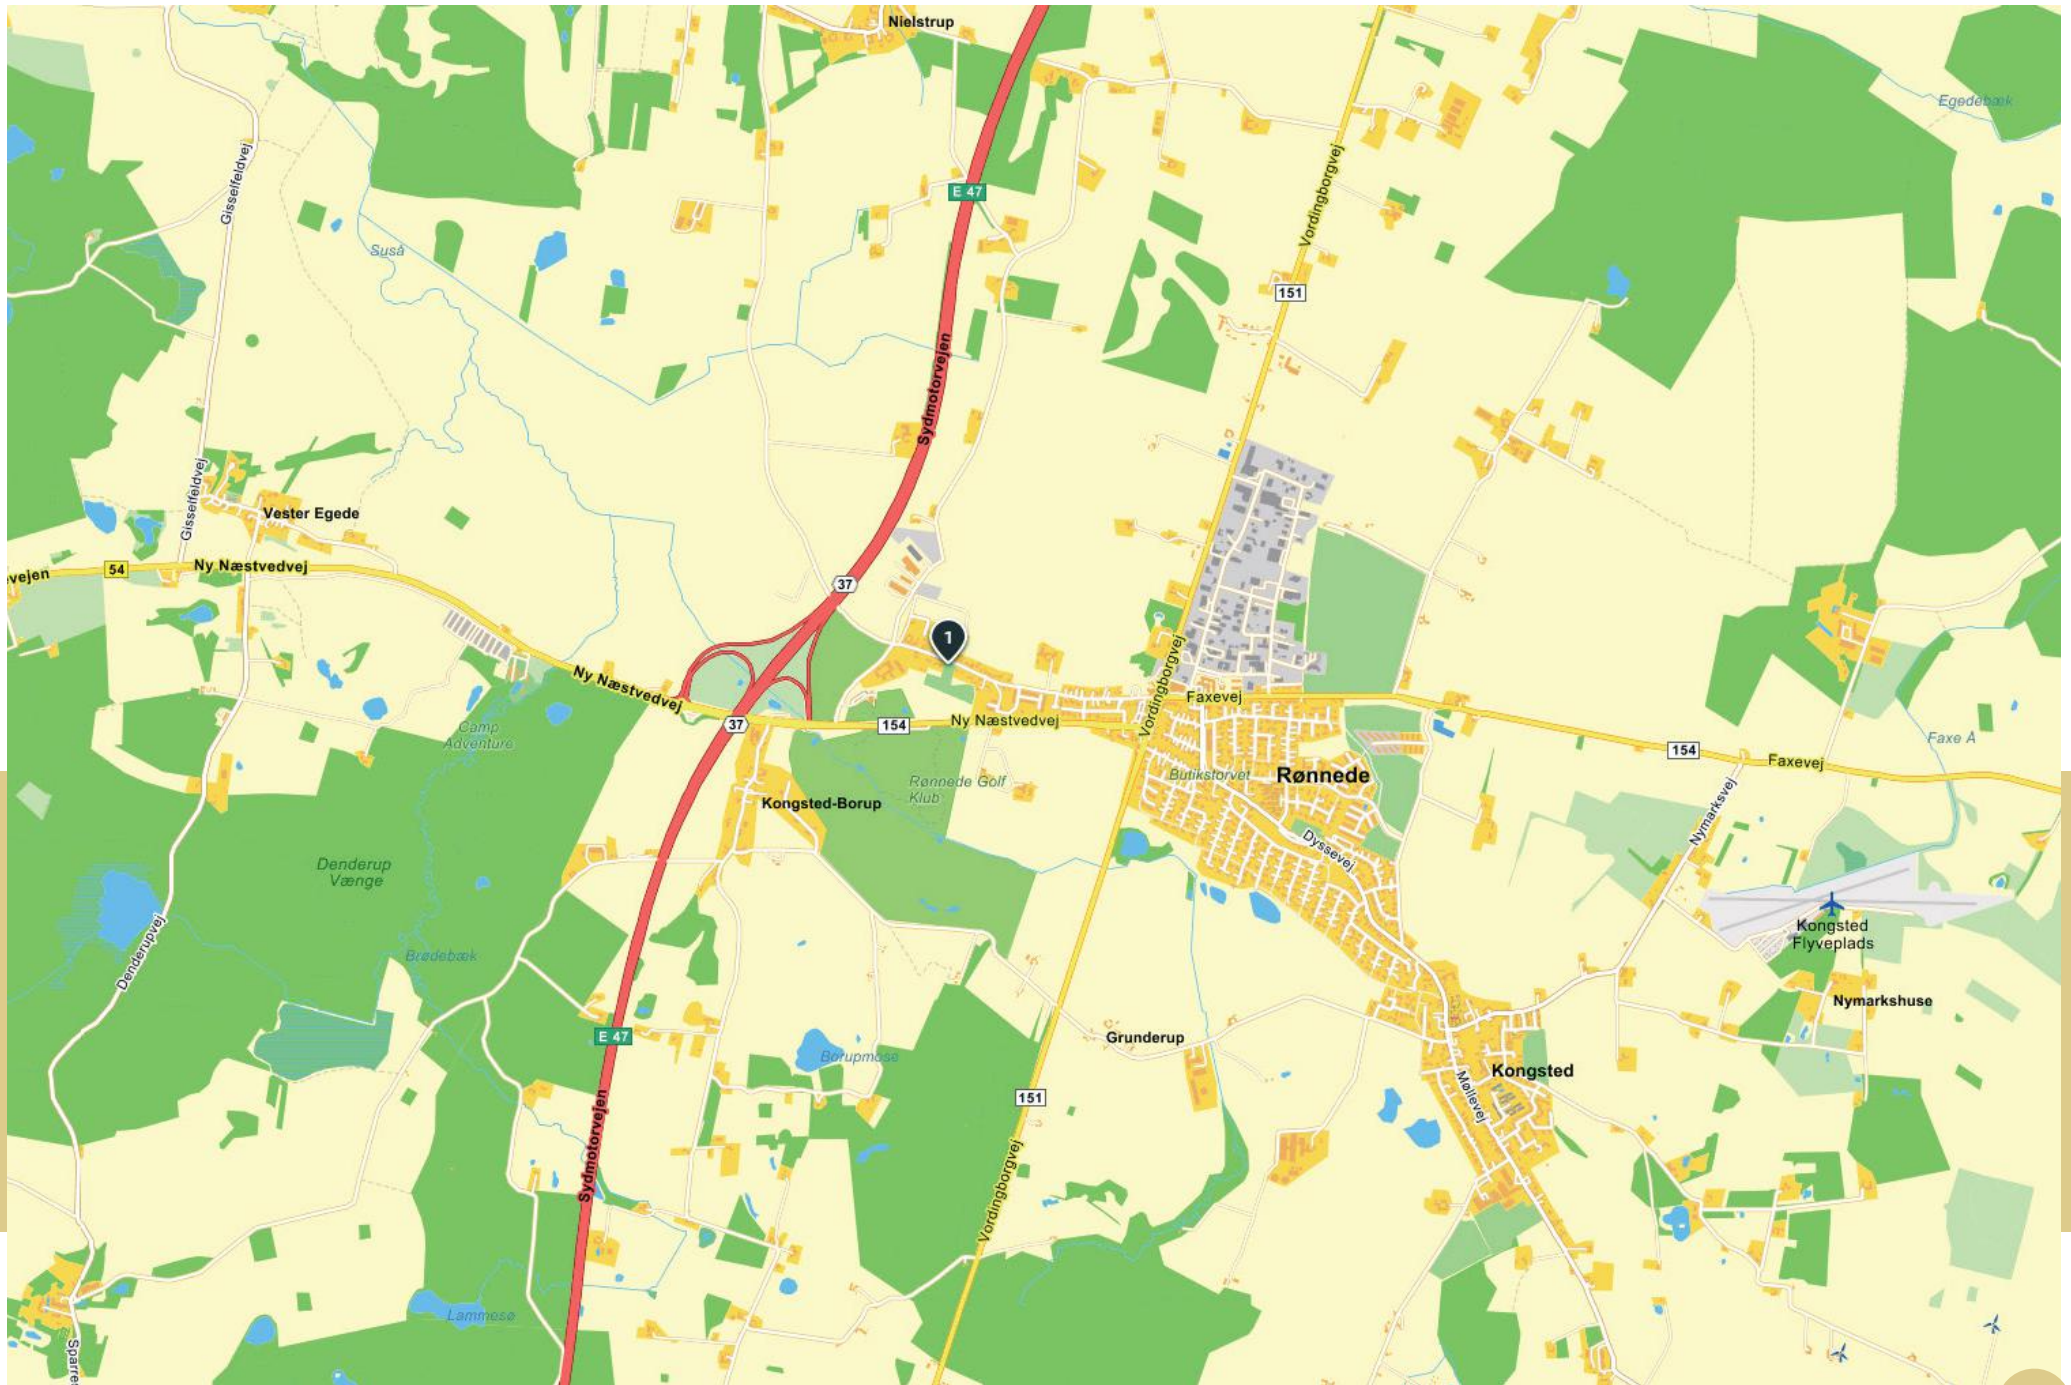 Nielstrup
Egedebæk
Gisselfeldvej
E 47
Vordingborgvej
Suså
151
Sydmotorvejen
Gisselfeldvej
Vester Egede
54
Ny Næstvedvej
vejen
37
1
Ny Næstvedvej
Vordingborgvej
Faxevej
37
154
Ny Næstvedvej
Camp
Adventure
154
Faxevej
Faxe Å
Butikstorvet
Rønnede
Rønnede Golf
Klub
Kongsted-Borup
Nymarksvej
Dyssevej
Denderup
Vænge
Denderupvej
Kongsted
Flyveplads
Brødebæk
Nymarkshuse
E 47
Grunderup
Borupmose
Kongsted
Møllevej
151
Sydmotorvejen
Vordingborgvej
Lammesø